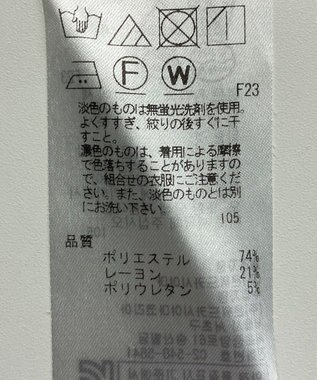 F
W
F23
淡色のものは無蛍光洗剤を使用。
よくすすぎ、絞りの後すぐに干
すこと。
濃色のものは、着用による摩擦
で色落ちすることがありますの
で、組合せの衣服にご注意くだ
さい。また、淡色のものとは別
にお洗い下さい。
105
品質
ポリエステル 74%
レーヨン 21%
ポリウレタン 5%